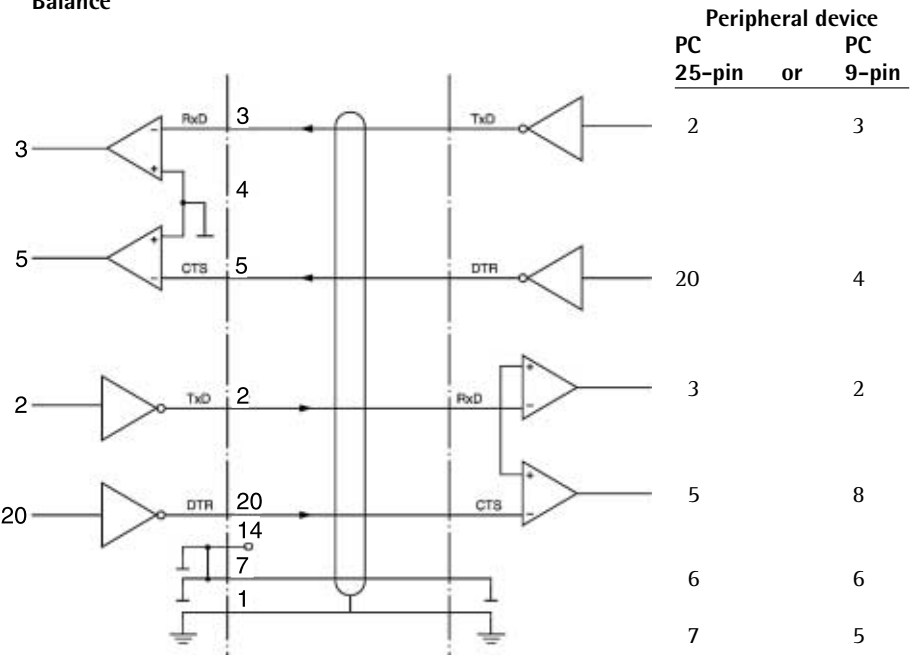 Balance
Peripheral device
PC PC
25-pin or 9-pin
RxD 3 TxD 2 3
3
4
5 CTS 5 DTR 20 4
3 2
2 TxD 2 RxD
5 8
20 DTR 20 CTS
14
7 6 6
1
7 5